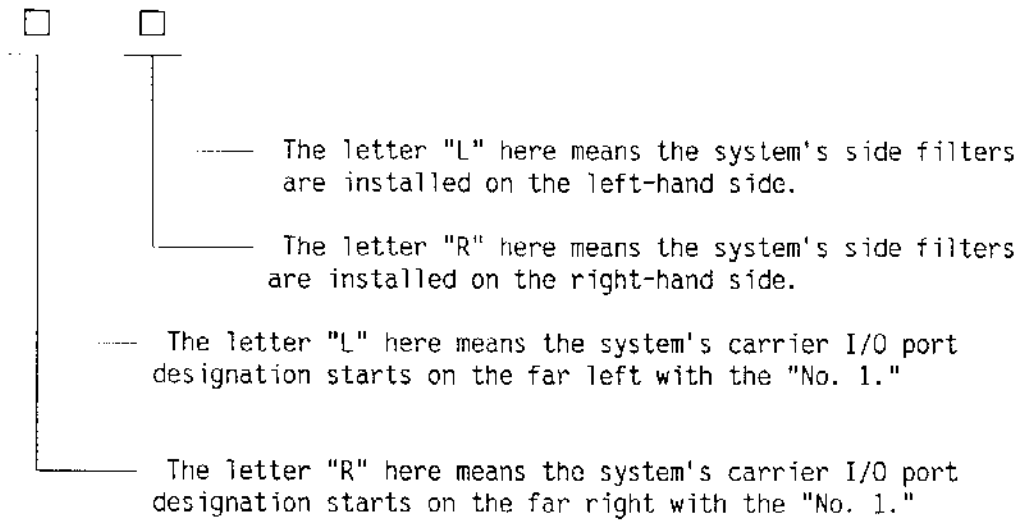 The letter "L" here means the system's side filters
are installed on the left-hand side.
The letter "R" here means the system's side filters
are installed on the right-hand side.
The letter "L" here means the system's carrier I/O port
designation starts on the far left with the "No. 1."
The letter "R" here means the system's carrier I/O port
designation starts on the far right with the "No. 1."